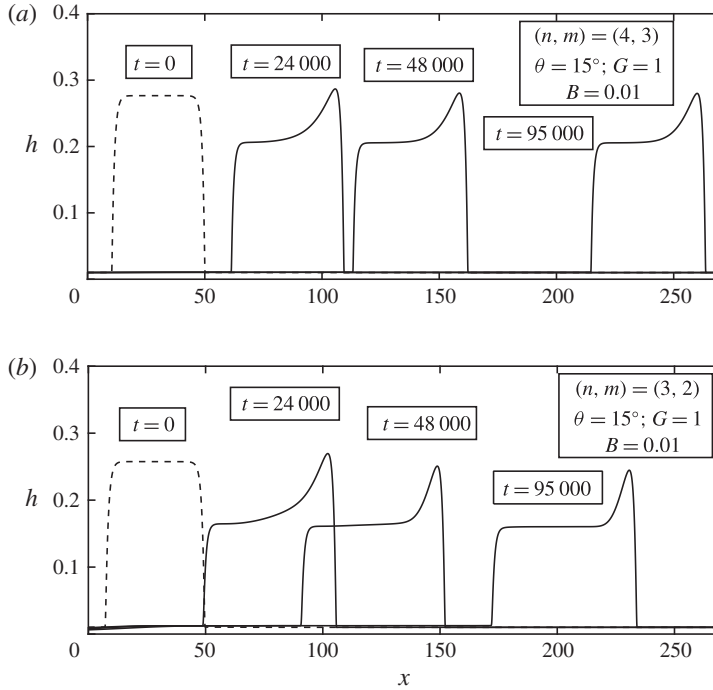 (a)
0.4
(n, m) = (4, 3)
θ = 15°; G = 1
B = 0.01
t = 0
t = 24 000
t = 48 000
t = 95 000
0.3
h 0.2
0.1
0 50 100 150 200 250
(b)
0.4
(n, m) = (3, 2)
θ = 15°; G = 1
B = 0.01
t = 0
t = 24 000
t = 48 000
t = 95 000
0.3
h 0.2
0.1
0 50 100 150 200 250
x